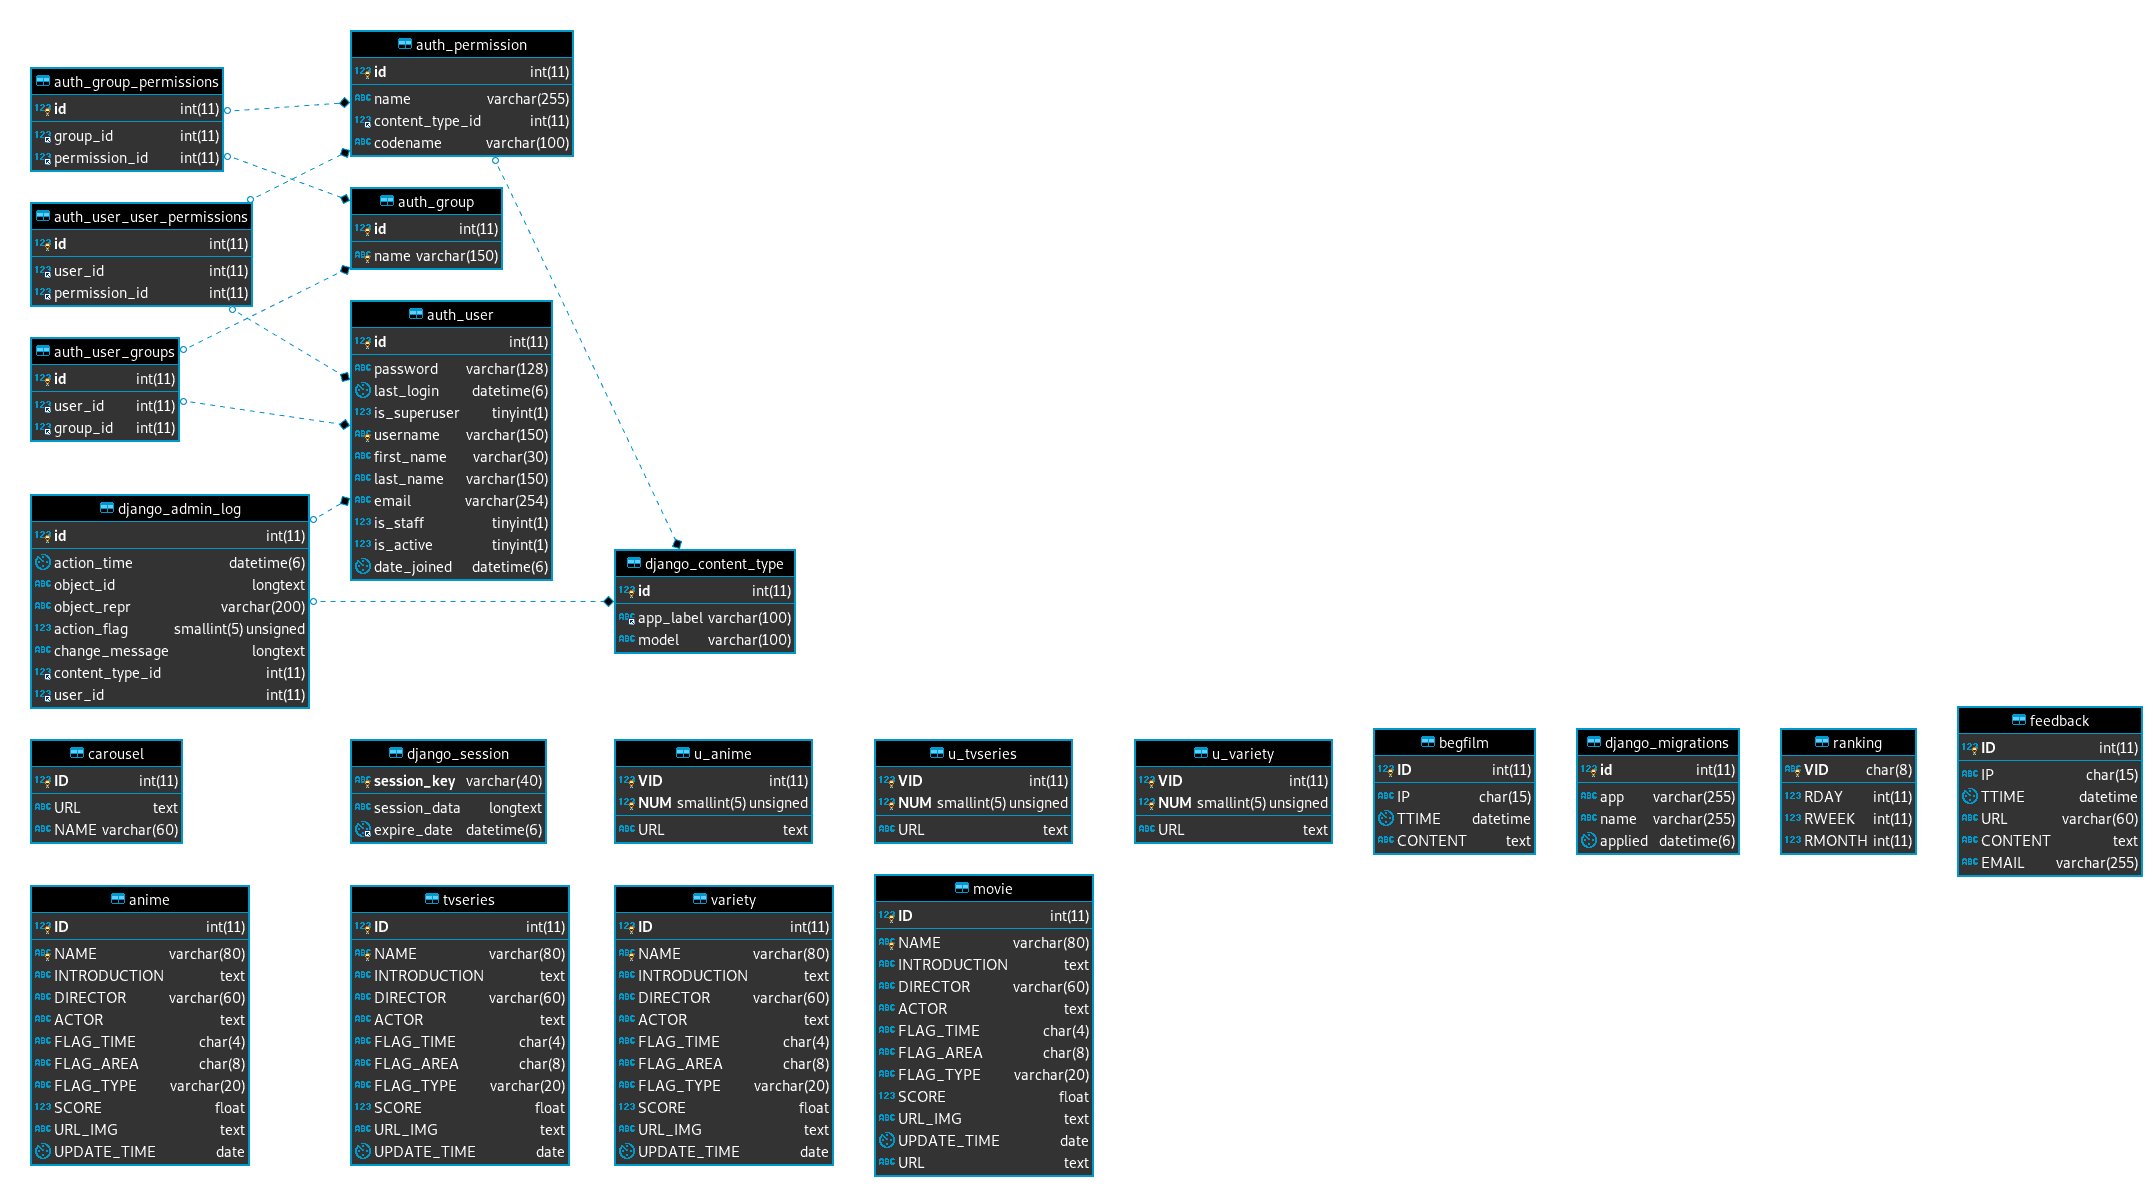 auth_permission
id int(11)
name varchar(255)
content_type_id int(11)
codename varchar(100)
auth_group_permissions
id int(11)
group_id int(11)
permission_id int(11)
auth_group
id int(11)
name varchar(150)
auth_user_user_permissions
id int(11)
user_id int(11)
permission_id int(11)
auth_user
id int(11)
password varchar(128)
last_login datetime(6)
is_superuser tinyint(1)
username varchar(150)
first_name varchar(30)
last_name varchar(150)
email varchar(254)
is_staff tinyint(1)
is_active tinyint(1)
date_joined datetime(6)
auth_user_groups
id int(11)
user_id int(11)
group_id int(11)
django_admin_log
id int(11)
action_time datetime(6)
object_id longtext
object_repr varchar(200)
action_flag smallint(5) unsigned
change_message longtext
content_type_id int(11)
user_id int(11)
django_content_type
id int(11)
app_label varchar(100)
model varchar(100)
carousel
ID int(11)
URL text
NAME varchar(60)
django_session
session_key varchar(40)
session_data longtext
expire_date datetime(6)
u_anime
VID int(11)
NUM smallint(5) unsigned
URL text
u_tvseries
VID int(11)
NUM smallint(5) unsigned
URL text
u_variety
VID int(11)
NUM smallint(5) unsigned
URL text
begfilm
ID int(11)
IP char(15)
TTIME datetime
CONTENT text
django_migrations
id int(11)
app varchar(255)
name varchar(255)
applied datetime(6)
ranking
VID char(8)
RDAY int(11)
RWEEK int(11)
RMONTH int(11)
feedback
ID int(11)
IP char(15)
TTIME datetime
URL varchar(60)
CONTENT text
EMAIL varchar(255)
anime
ID int(11)
NAME varchar(80)
INTRODUCTION text
DIRECTOR varchar(60)
ACTOR text
FLAG_TIME char(4)
FLAG_AREA char(8)
FLAG_TYPE varchar(20)
SCORE float
URL_IMG text
UPDATE_TIME date
tvseries
ID int(11)
NAME varchar(80)
INTRODUCTION text
DIRECTOR varchar(60)
ACTOR text
FLAG_TIME char(4)
FLAG_AREA char(8)
FLAG_TYPE varchar(20)
SCORE float
URL_IMG text
UPDATE_TIME date
variety
ID int(11)
NAME varchar(80)
INTRODUCTION text
DIRECTOR varchar(60)
ACTOR text
FLAG_TIME char(4)
FLAG_AREA char(8)
FLAG_TYPE varchar(20)
SCORE float
URL_IMG text
UPDATE_TIME date
movie
ID int(11)
NAME varchar(80)
INTRODUCTION text
DIRECTOR varchar(60)
ACTOR text
FLAG_TIME char(4)
FLAG_AREA char(8)
FLAG_TYPE varchar(20)
SCORE float
URL_IMG text
UPDATE_TIME date
URL text